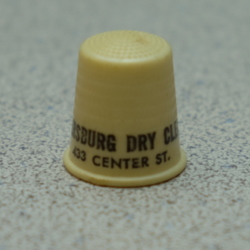 SBURG DRY CL
433 CENTER ST.